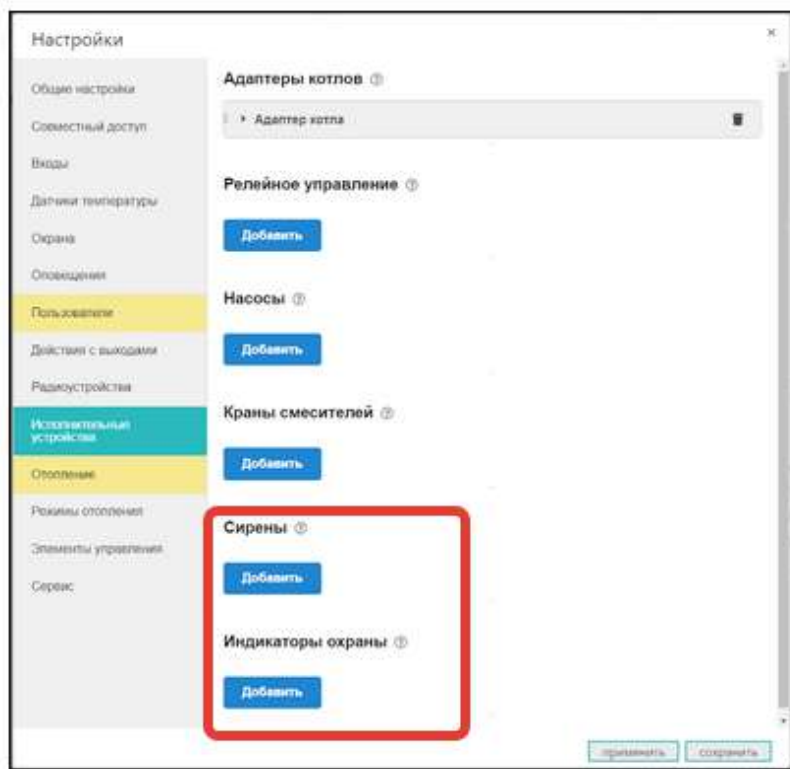 Настройки
×
Общие настройки
Совместный доступ
Входы
Датчики температуры
Охрана
Оповещения
Пользователи
Действия с выходами
Радиоустройства
Исполнительные
устройства
Отопление
Режимы отопления
Элементы управления
Сервис
Адаптеры котлов ?
Адаптер котла
Релейное управление ?
Добавить
Насосы ?
Добавить
Краны смесителей ?
Добавить
Сирены ?
Добавить
Индикаторы охраны ?
Добавить
применить
сохранить